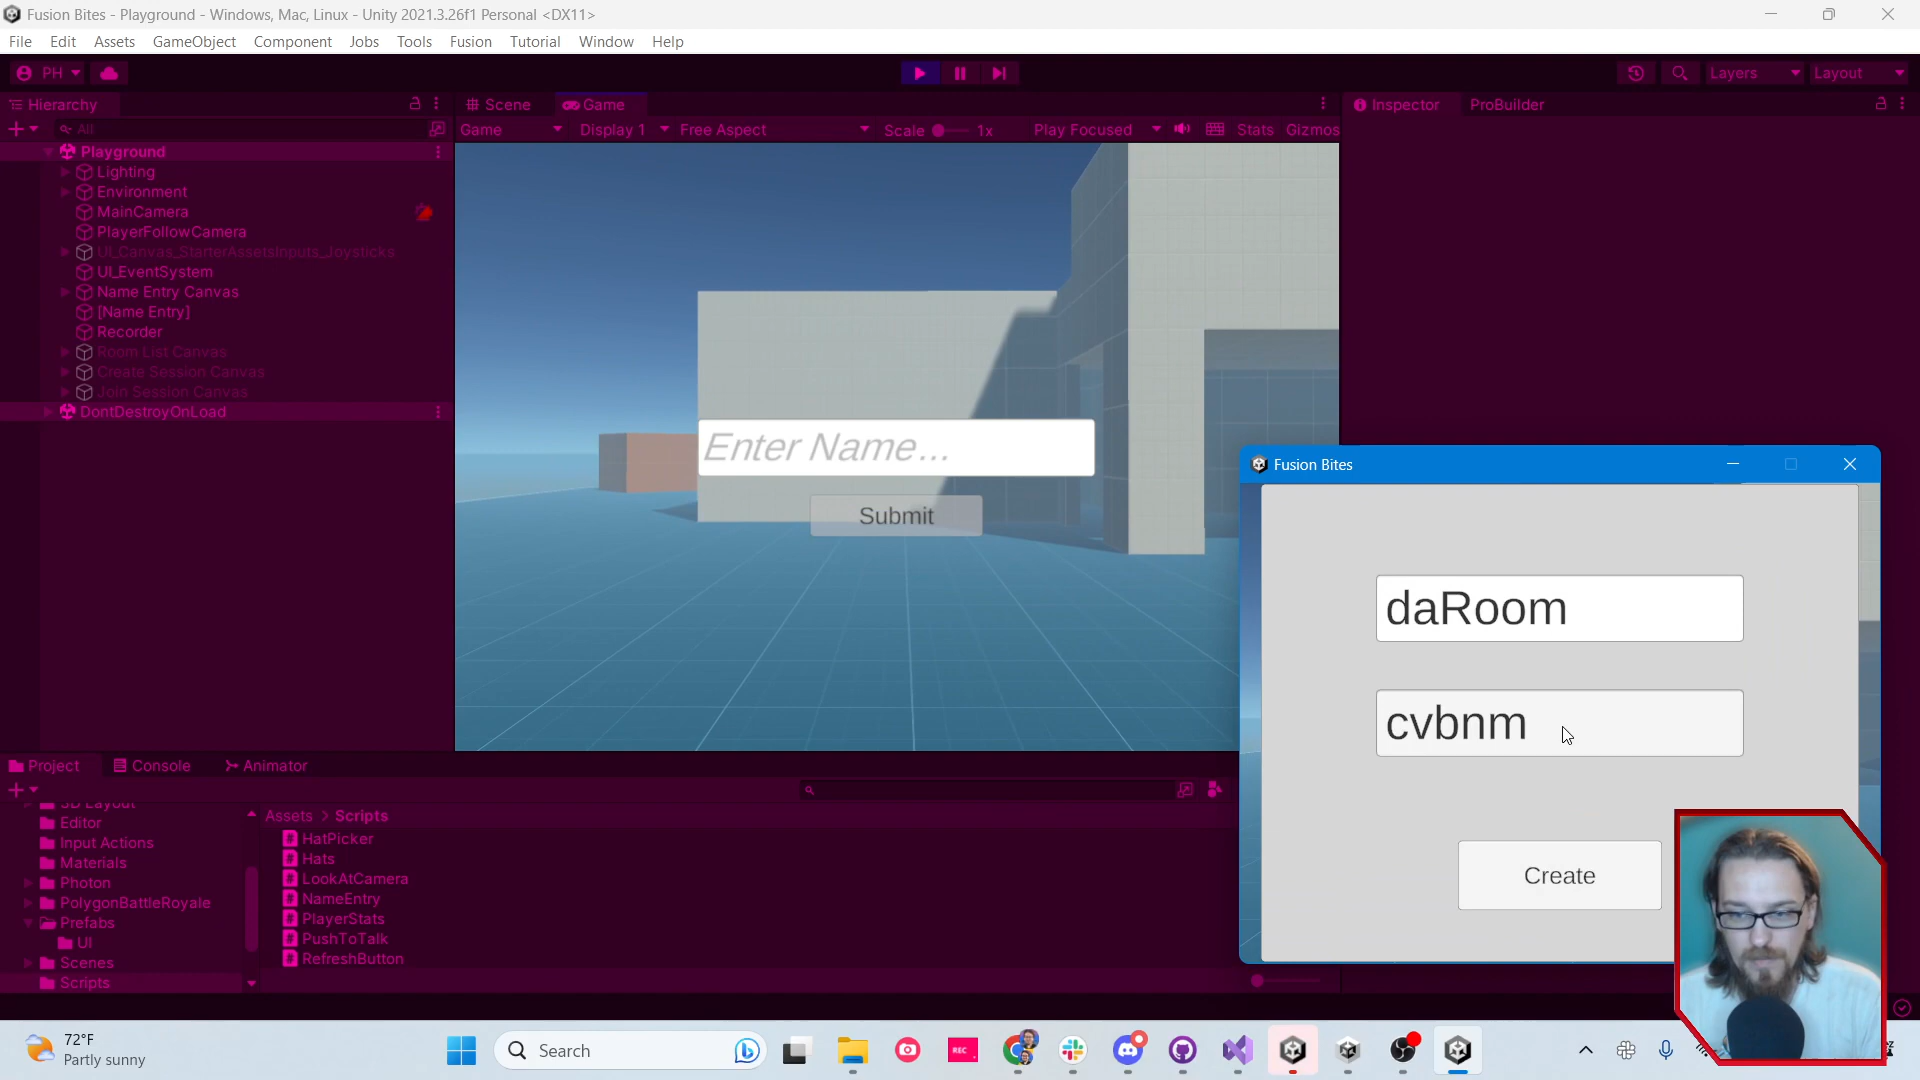 Fusion Bites - Playground - Windows, Mac, Linux - Unity 2021.3.26f1 Personal <DX11>
File Edit Assets GameObject Component Jobs Tools Fusion Tutorial Window Help
PH Layers Layout
Hierarchy
All
Playground
Lighting
Environment
MainCamera
PlayerFollowCamera
UI_Canvas_StarterAssetsInputs_Joysticks
UI_EventSystem
Name Entry Canvas
[Name Entry]
Recorder
Room List Canvas
Create Session Canvas
Join Session Canvas
DontDestroyOnLoad
Scene Game
Game Display 1 Free Aspect Scale 1x Play Focused Stats Gizmos
Enter Name...
Submit
Inspector ProBuilder
Fusion Bites
daRoom
cvbnm
Create
Project Console Animator
3D Layout
Editor
Input Actions
Materials
Photon
PolygonBattleRoyale
Prefabs
UI
Scenes
Scripts
Assets > Scripts
HatPicker
Hats
LookAtCamera
NameEntry
PlayerStats
PushToTalk
RefreshButton
72°F
Partly sunny
Search
REC